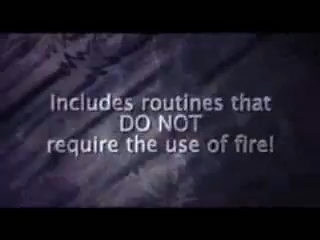 Includes routines that
DO NOT
require the use of fire!